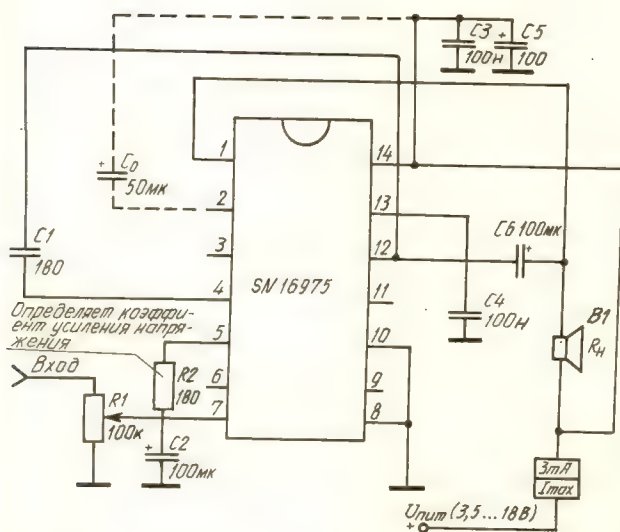 C3
100н
+
C5
100
+
C0
50мк
1
14
2
13
C6 100мк
+
C1
180
3
12
SN 16975
4
11
C4
100н
B1
Rн
Определяет коэффи-
ент усиления напря-
жения
5
10
Вход
R2
180
6
9
R1
100к
7
8
+
C2
100мк
3mA
Imax
Uпит (3,5...18В)
+